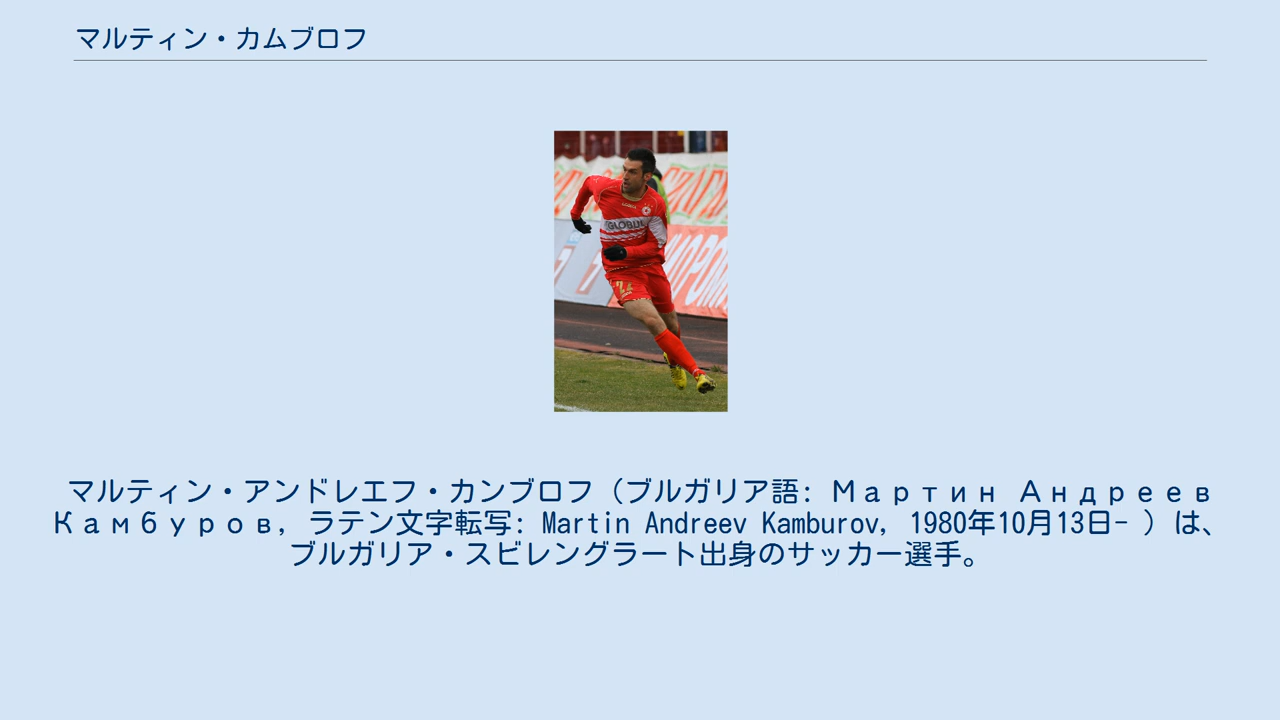 マルティン・カムブロフ
GLOBUL
マルティン・アンドレエフ・カンブロフ（ブルガリア語: Мартин Андреев
Камбуров, ラテン文字転写: Martin Andreev Kamburov, 1980年10月13日- ）は、
ブルガリア・スビレングラート出身のサッカー選手。